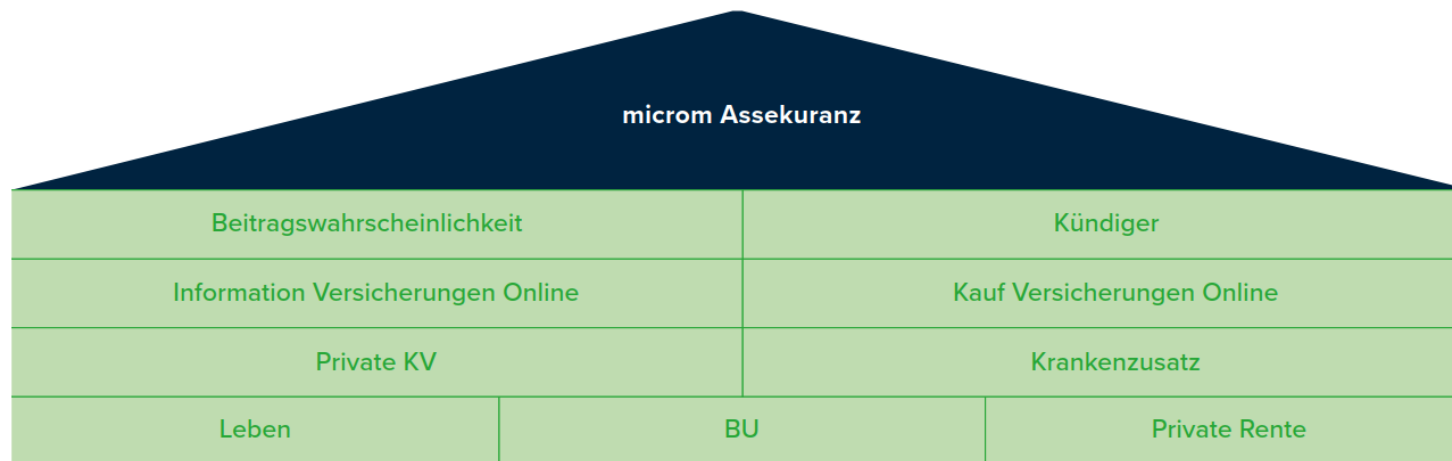 microm Assekuranz
Beitragswahrscheinlichkeit
Kündiger
Information Versicherungen Online
Kauf Versicherungen Online
Private KV
Krankenzusatz
Leben
BU
Private Rente